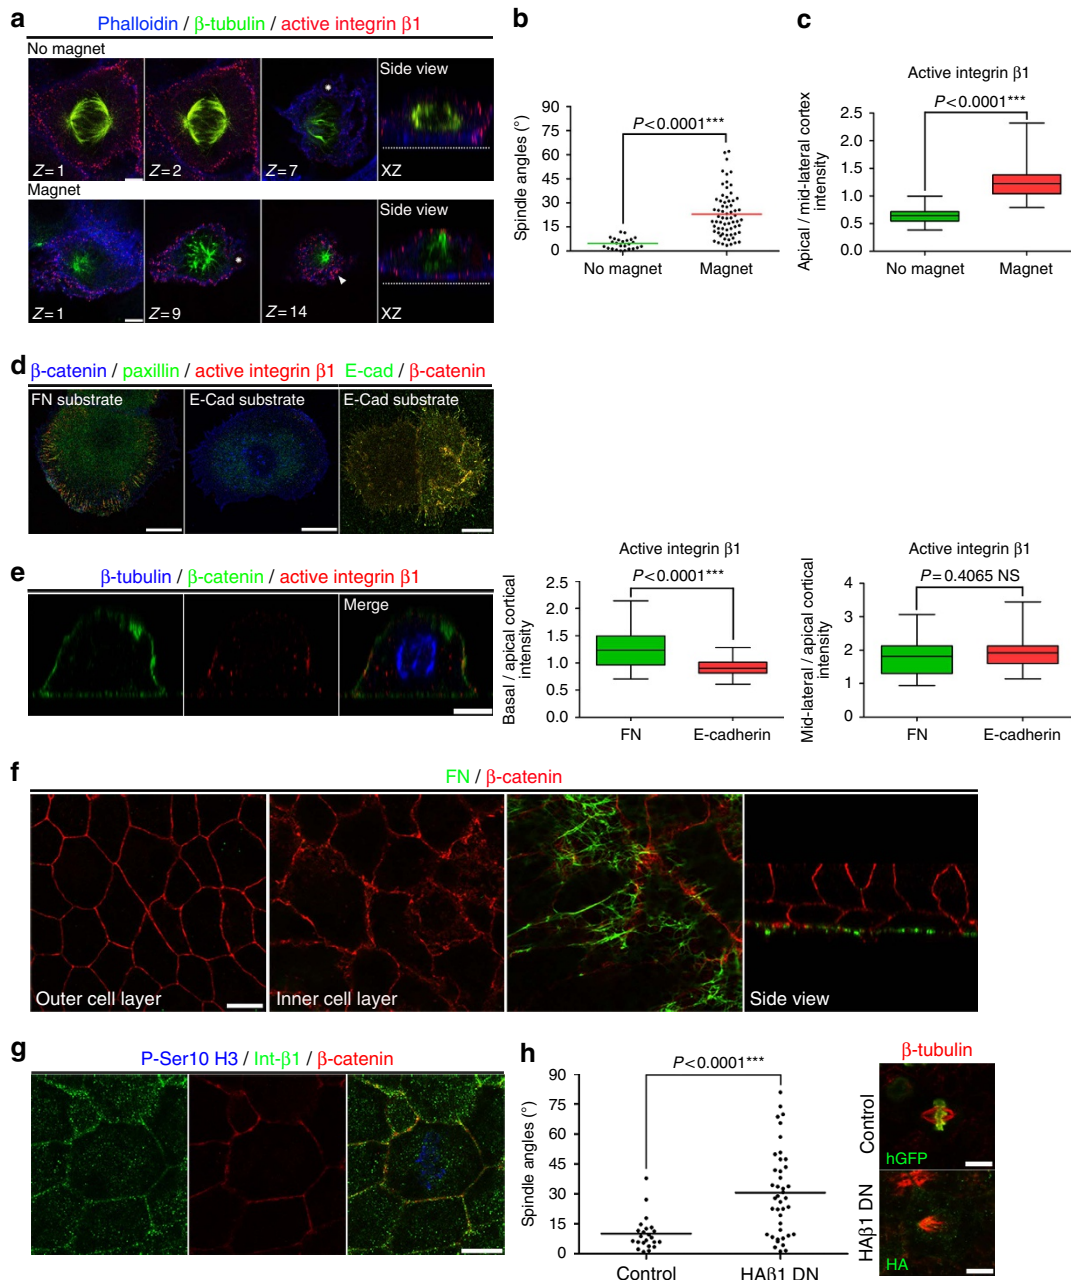 a
Phalloidin / β-tubulin / active integrin β1
No magnet
Z=1
Z=2
Z=7
Side view
XZ
Magnet
Z=1
Z=9
Z=14
Side view
XZ
b
P<0.0001***
Spindle angles (°)
90
75
60
45
30
15
0
No magnet
Magnet
c
Active integrin β1
P<0.0001***
Apical / mid-lateral cortex
intensity
2.5
1.5
1.0
0.5
0.0
No magnet
Magnet
d
β-catenin / paxillin / active integrin β1
E-cad / β-catenin
FN substrate
E-Cad substrate
E-Cad substrate
e
β-tubulin / β-catenin / active integrin β1
Merge
Active integrin β1
P<0.0001***
Basal / apical cortical
intensity
2.5
2.0
1.5
1.0
0.5
0.0
FN
E-cadherin
Active integrin β1
P=0.4065 NS
Mid-lateral / apical cortical
intensity
4
3
2
1
0
FN
E-cadherin
f
FN / β-catenin
Outer cell layer
Inner cell layer
Side view
g
P-Ser10 H3 / Int-β1 / β-catenin
h
P<0.0001***
Spindle angles (°)
90
75
60
45
30
15
0
Control
HAβ1 DN
β-tubulin
Control
hGFP
HAβ1 DN
HA